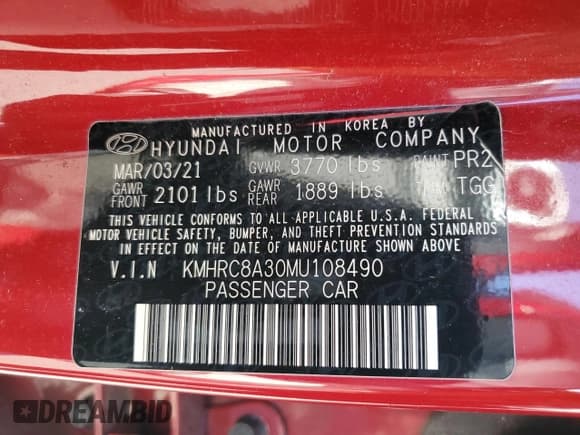 MANUFACTURED IN KOREA BY
HYUNDAI MOTOR COMPANY
MAR/03/21 GVWR 3770 lbs PAINT PR2
GAWR FRONT 2101 lbs GAWR REAR 1889 lbs TRIM TGG
THIS VEHICLE CONFORMS TO ALL APPLICABLE U.S.A. FEDERAL
MOTOR VEHICLE SAFETY, BUMPER, AND THEFT PREVENTION STANDARDS
IN EFFECT ON THE DATE OF MANUFACTURE SHOWN ABOVE.
V.I.N KMHRC8A30MU108490
PASSENGER CAR
DREAMBID